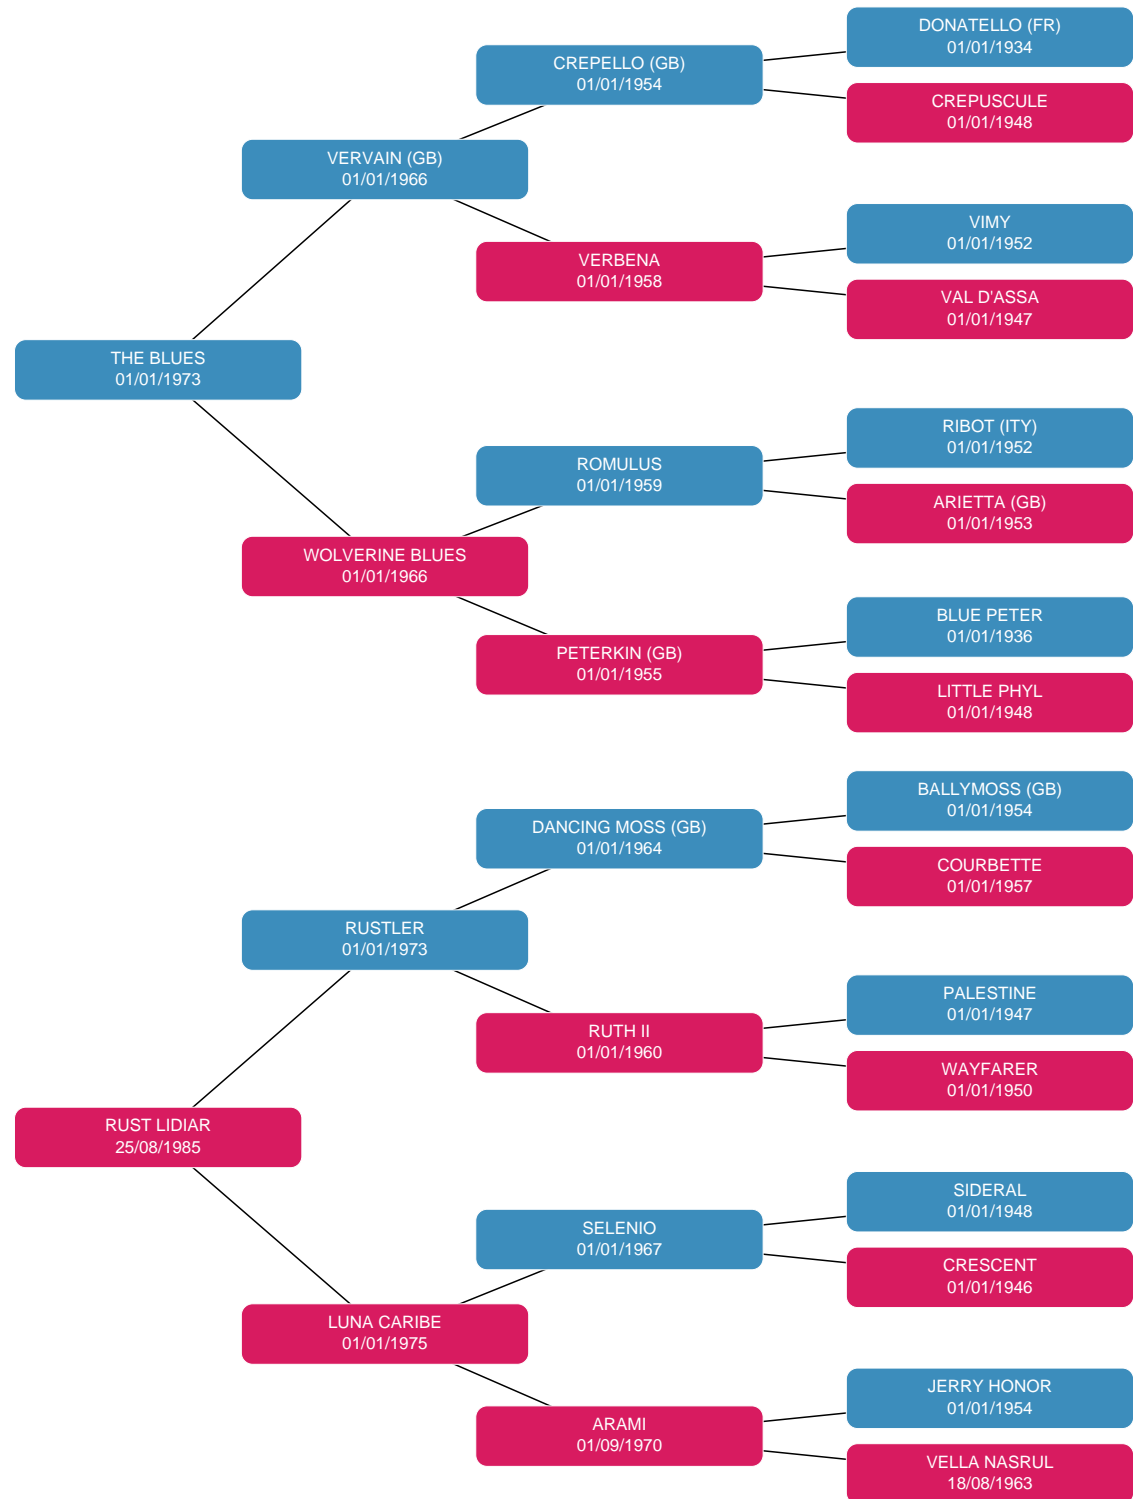 DONATELLO (FR)
01/01/1934
CREPELLO (GB)
01/01/1954
CREPUSCULE
01/01/1948
VERVAIN (GB)
01/01/1966
VIMY
01/01/1952
VERBENA
01/01/1958
VAL D'ASSA
01/01/1947
THE BLUES
01/01/1973
RIBOT (ITY)
01/01/1952
ROMULUS
01/01/1959
ARIETTA (GB)
01/01/1953
WOLVERINE BLUES
01/01/1966
BLUE PETER
01/01/1936
PETERKIN (GB)
01/01/1955
LITTLE PHYL
01/01/1948
BALLYMOSS (GB)
01/01/1954
DANCING MOSS (GB)
01/01/1964
COURBETTE
01/01/1957
RUSTLER
01/01/1973
PALESTINE
01/01/1947
RUTH II
01/01/1960
WAYFARER
01/01/1950
RUST LIDIAR
25/08/1985
SIDERAL
01/01/1948
SELENIO
01/01/1967
CRESCENT
01/01/1946
LUNA CARIBE
01/01/1975
JERRY HONOR
01/01/1954
ARAMI
01/09/1970
VELLA NASRUL
18/08/1963